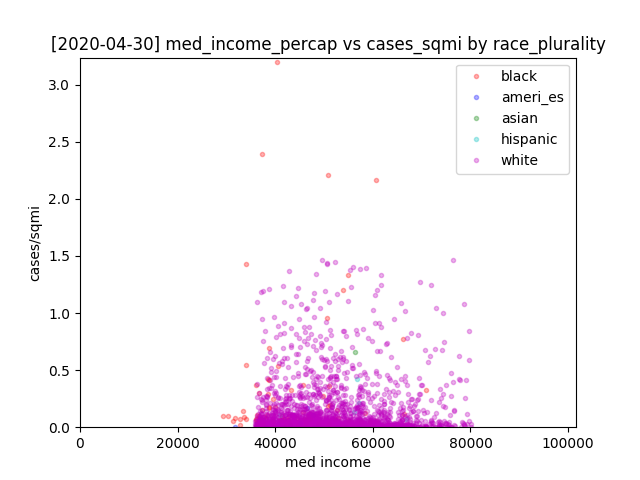 [2020-04-30] med_income_percap vs cases_sqmi by race_plurality
black
ameri_es
asian
hispanic
white
3.0
2.5
2.0
1.5
1.0
0.5
0.0
cases/sqmi
0 20000 40000 60000 80000 100000
med income